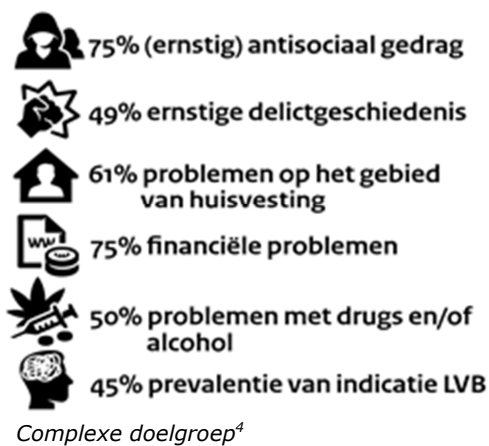 75% (ernstig) antisociaal gedrag
49% ernstige delictgeschiedenis
61% problemen op het gebied
van huisvesting
WW
75% financiële problemen
50% problemen met drugs en/of
alcohol
45% prevalentie van indicatie LVB
Complexe doelgroep⁴